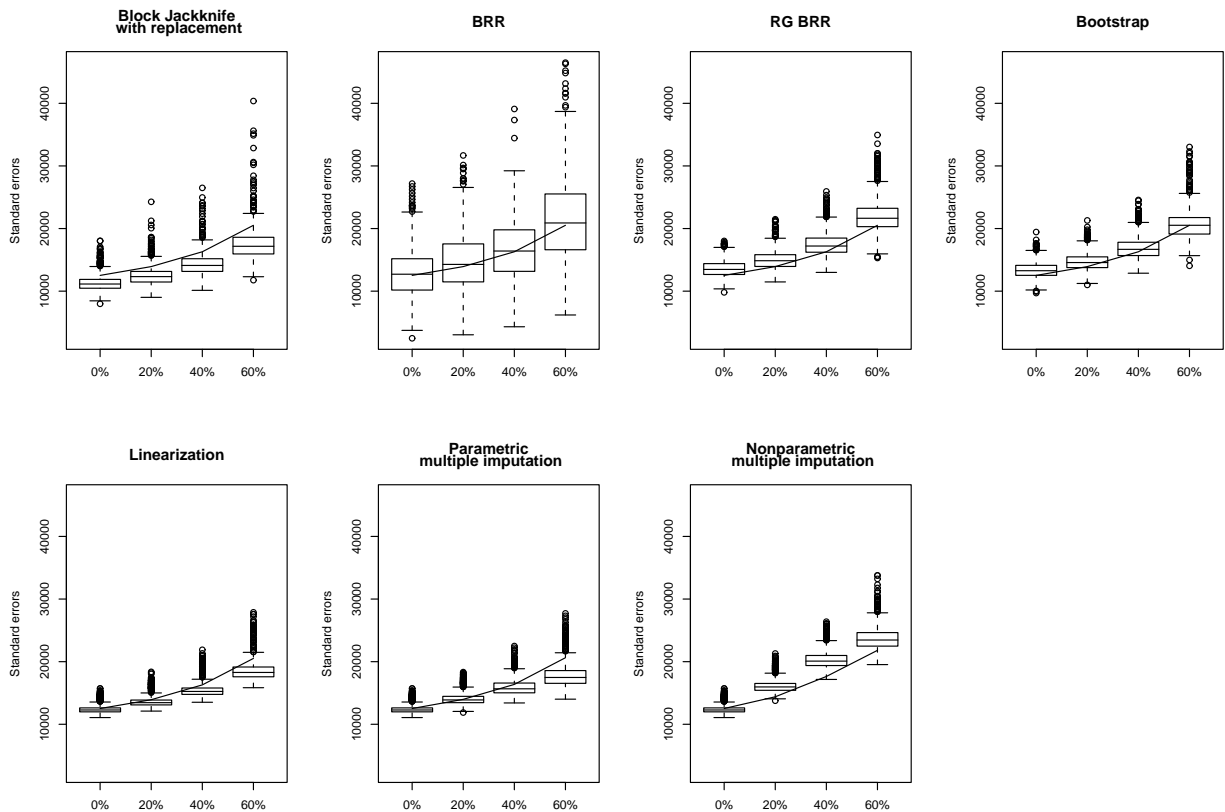 Block Jackknife
with replacement
BRR
RG BRR
Bootstrap
Standard errors
10000 20000 30000 40000
0% 20% 40% 60%
Standard errors
10000 20000 30000 40000
0% 20% 40% 60%
Standard errors
10000 20000 30000 40000
0% 20% 40% 60%
Standard errors
10000 20000 30000 40000
0% 20% 40% 60%
Linearization
Parametric
multiple imputation
Nonparametric
multiple imputation
Standard errors
10000 20000 30000 40000
0% 20% 40% 60%
Standard errors
10000 20000 30000 40000
0% 20% 40% 60%
Standard errors
10000 20000 30000 40000
0% 20% 40% 60%